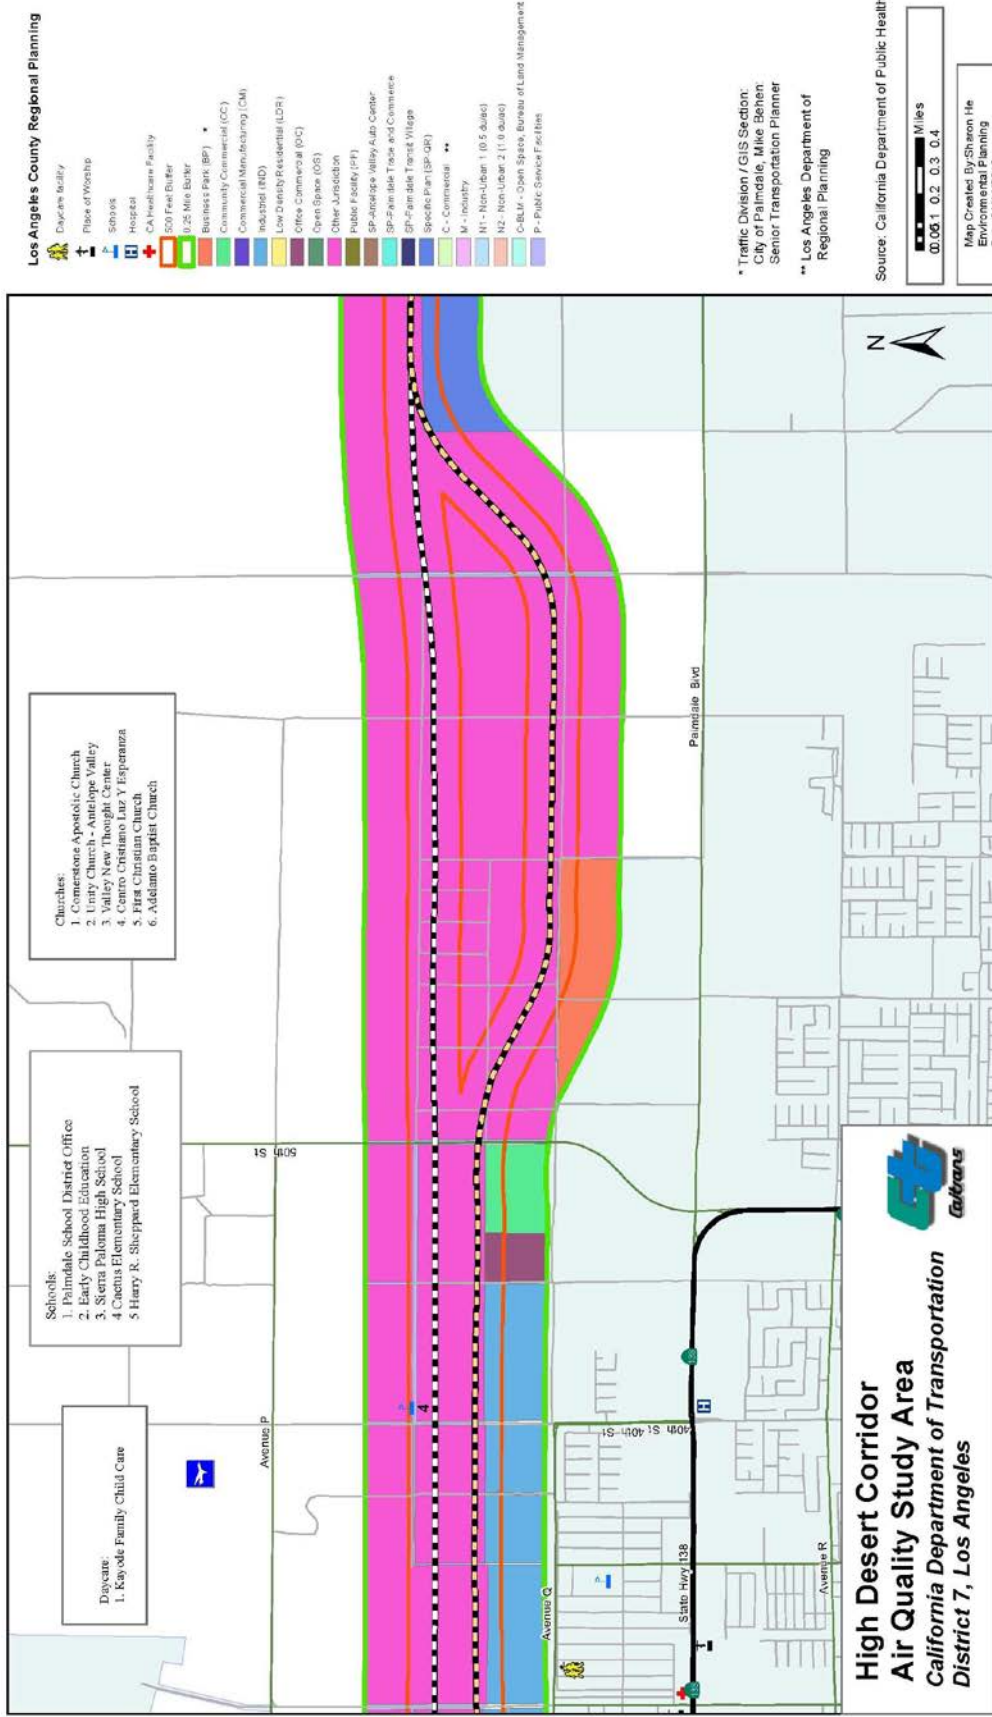 Los Angeles County Regional Planning
Daycare facility
Place of Worship
Schools
Hospital
CA Healthcare Facility
500 Feet Buffer
0.25 Mile Buffer
Business Park (BP) *
Community Commercial (CC)
Commercial Manufacturing (CM)
Industrial (IND)
Low Density Residential (LDR)
Office Commercial (OC)
Open Space (OS)
Other Jurisdiction
Public Facility (PF)
SP-Antelope Valley Auto Center
SP-Palmdale Trade and Commerce
SP-Palmdale Transit Village
Specific Plan (SP-QR)
C - Commercial **
M - Industry
N1 - Non-Urban 1 (0.5 du/ac)
N2 - Non-Urban 2 (1.0 du/ac)
O-BLM - Open Space, Bureau of Land Management
P - Public Service Facilities
* Traffic Division / GIS Section:
City of Palmdale, Mike Behen:
Senior Transportation Planner
** Los Angeles Department of
Regional Planning
Source: California Department of Public Health
Miles
0 0.05 0.1 0.2 0.3 0.4
Map Created By:Sharon He
Environmental Planning
Daycare:
1. Kayode Family Child Care
Schools:
1. Palmdale School District Office
2. Early Childhood Education
3. Sierra Paloma High School
4 Cactus Elementary School
5 Harry R. Sheppard Elementary School
Churches:
1. Cornerstone Apostolic Church
2. Unity Church - Antelope Valley
3. Valley New Thought Center
4. Centro Cristiano Luz Y Esperanza
5. First Christian Church
6. Adelanto Baptist Church
Avenue P
50th St
4
P
Avenue Q
P
40th St
40th St
H
State Hwy 138
138
138
Avenue R
Palmdale Blvd
N
High Desert Corridor
Air Quality Study Area
California Department of Transportation
District 7, Los Angeles
Caltrans